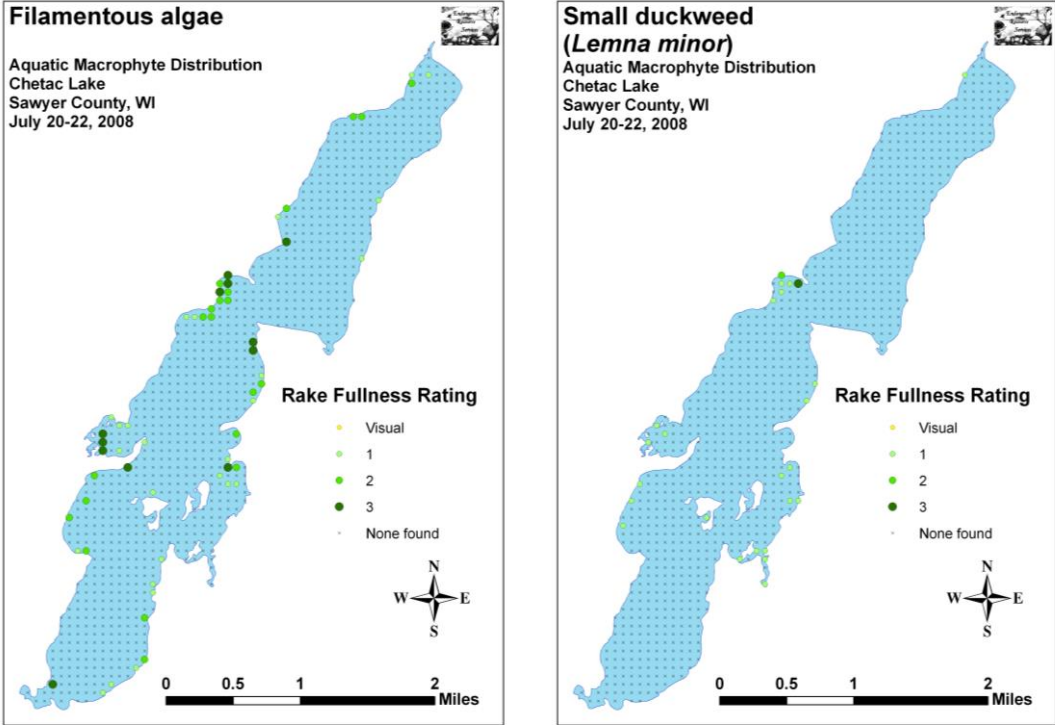 Filamentous algae
Aquatic Macrophyte Distribution
Chetac Lake
Sawyer County, WI
July 20-22, 2008
Endangered
Resource
Services
Rake Fullness Rating
Visual
1
2
3
None found
N
W E
S
0 0.5 1 2
Miles
Small duckweed
(Lemna minor)
Aquatic Macrophyte Distribution
Chetac Lake
Sawyer County, WI
July 20-22, 2008
Rake Fullness Rating
Visual
1
2
3
None found
N
W E
S
0 0.5 1 2
Miles